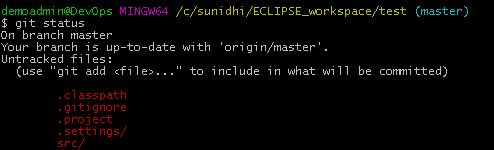 demoadmin@DevOps MINGW64 /c/sunidhi/ECLIPSE_workspace/test (master)
$ git status
On branch master
Your branch is up-to-date with 'origin/master'.
Untracked files:
  (use "git add <file>..." to include in what will be committed)
        .classpath
        .gitignore
        .project
        .settings/
        src/